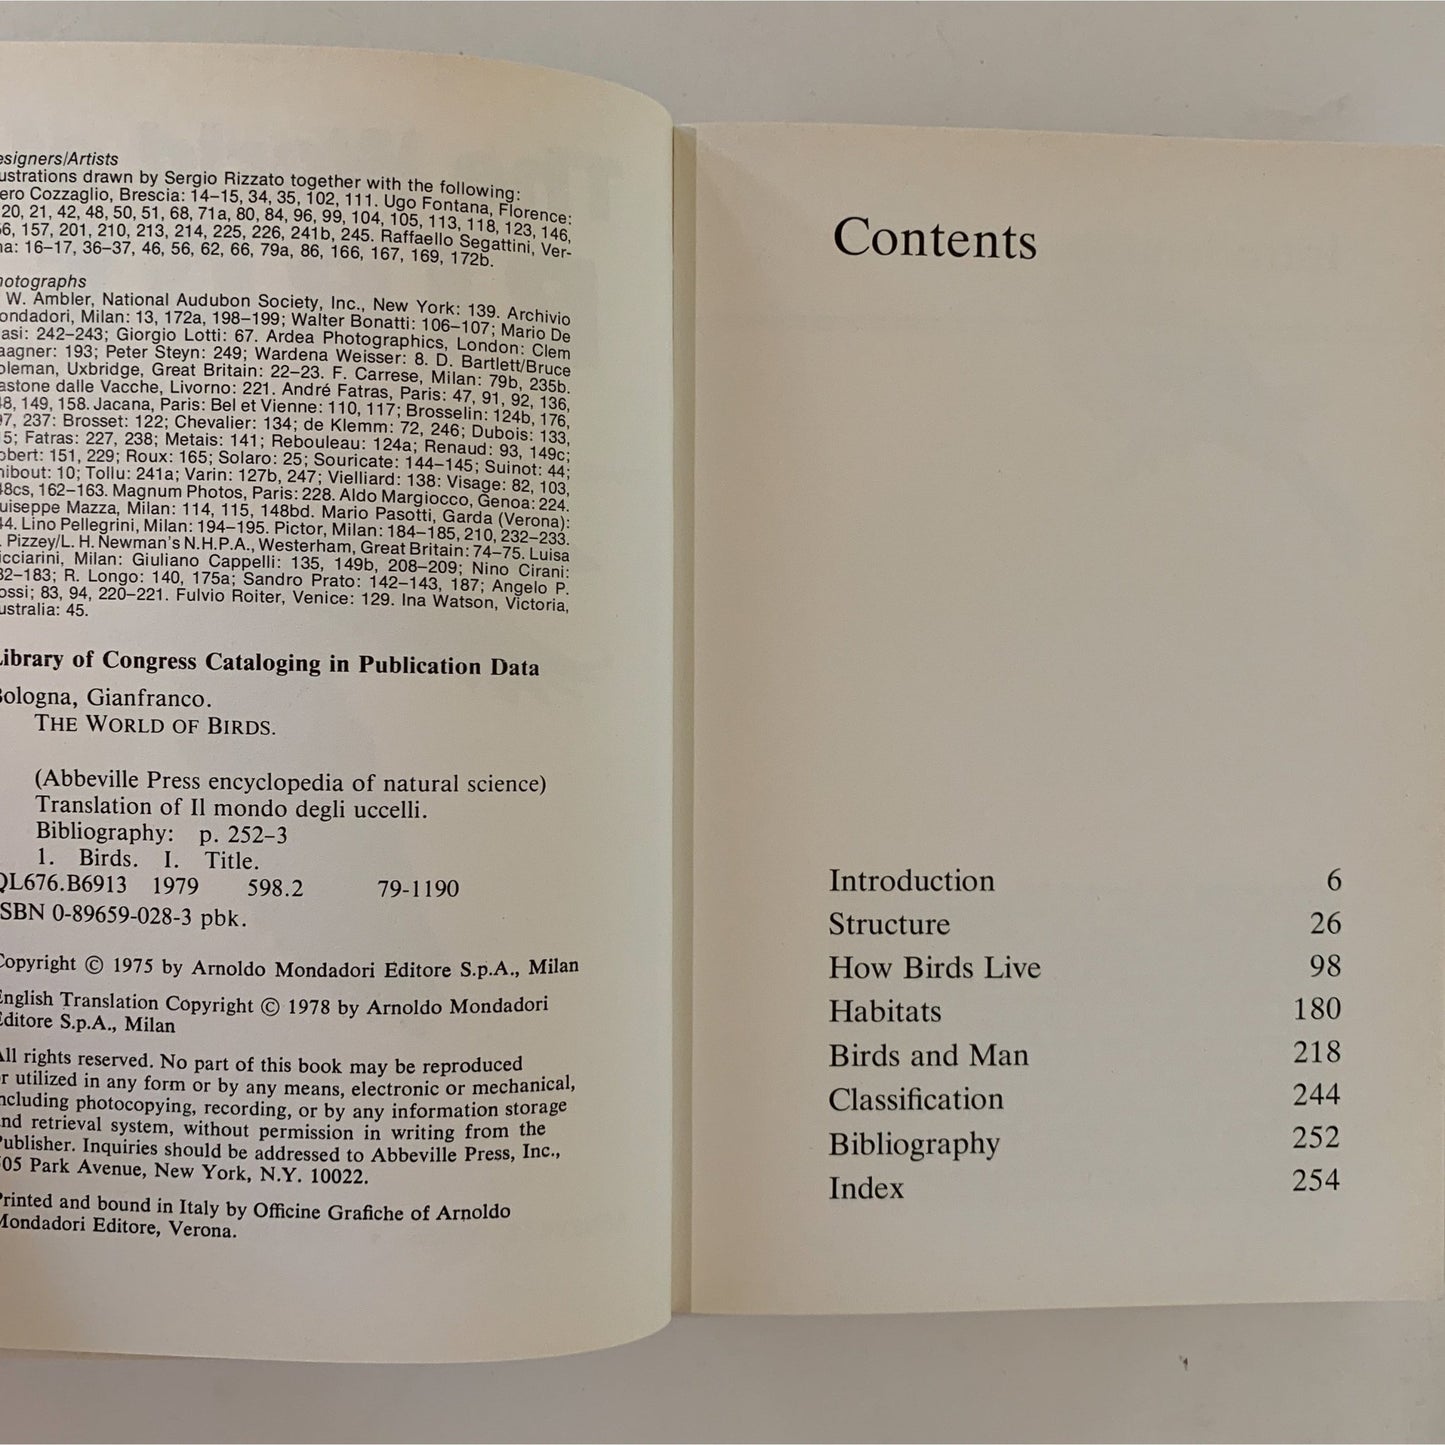 esigners/Artists
ustrations drawn by Sergio Rizzato together with the following:
ero Cozzaglio, Brescia: 14–15, 34, 35, 102, 111. Ugo Fontana, Florence:
20, 21, 42, 48, 50, 51, 68, 71a, 80, 84, 96, 99, 104, 105, 113, 118, 123, 146,
6, 157, 201, 210, 213, 214, 225, 226, 241b, 245. Raffaello Segattini, Ver-
na: 16–17, 36–37, 46, 56, 62, 66, 79a, 86, 166, 167, 169, 172b.
hotographs
W. Ambler, National Audubon Society, Inc., New York: 139. Archivio
ondadori, Milan: 13, 172a, 198–199; Walter Bonatti: 106–107; Mario De
asi: 242–243; Giorgio Lotti: 67. Ardea Photographics, London: Clem
aagner: 193; Peter Steyn: 249; Wardena Weisser: 8. D. Bartlett/Bruce
oleman, Uxbridge, Great Britain: 22–23. F. Carrese, Milan: 79b, 235b.
astone dalle Vacche, Livorno: 221. André Fatras, Paris: 47, 91, 92, 136,
48, 149, 158. Jacana, Paris: Bel et Vienne: 110, 117; Brosselin: 124b, 176,
97, 237: Brosset: 122; Chevalier: 134; de Klemm: 72, 246; Dubois: 133,
15; Fatras: 227, 238; Metais: 141; Rebouleau: 124a; Renaud: 93, 149c;
obert: 151, 229; Roux: 165; Solaro: 25; Souricate: 144–145; Suinot: 44;
hibout: 10; Tollu: 241a; Varin: 127b, 247; Vielliard: 138: Visage: 82, 103,
48cs, 162–163. Magnum Photos, Paris: 228. Aldo Margiocco, Genoa: 224.
uiseppe Mazza, Milan: 114, 115, 148bd. Mario Pasotti, Garda (Verona):
44. Lino Pellegrini, Milan: 194–195. Pictor, Milan: 184–185, 210, 232–233.
. Pizzey/L. H. Newman's N.H.P.A., Westerham, Great Britain: 74–75. Luisa
icciarini, Milan: Giuliano Cappelli: 135, 149b, 208–209; Nino Cirani:
82–183; R. Longo: 140, 175a; Sandro Prato: 142–143, 187; Angelo P.
ossi; 83, 94, 220–221. Fulvio Roiter, Venice: 129. Ina Watson, Victoria,
ustralia: 45.
Library of Congress Cataloging in Publication Data
Bologna, Gianfranco.
THE WORLD OF BIRDS.
(Abbeville Press encyclopedia of natural science)
Translation of Il mondo degli uccelli.
Bibliography: p. 252–3
1. Birds. I. Title.
QL676.B6913 1979 598.2 79-1190
ISBN 0-89659-028-3 pbk.
Copyright © 1975 by Arnoldo Mondadori Editore S.p.A., Milan
English Translation Copyright © 1978 by Arnoldo Mondadori
Editore S.p.A., Milan
All rights reserved. No part of this book may be reproduced
or utilized in any form or by any means, electronic or mechanical,
including photocopying, recording, or by any information storage
and retrieval system, without permission in writing from the
Publisher. Inquiries should be addressed to Abbeville Press, Inc.,
505 Park Avenue, New York, N.Y. 10022.
Printed and bound in Italy by Officine Grafiche of Arnoldo
Mondadori Editore, Verona.
Contents
Introduction 6
Structure 26
How Birds Live 98
Habitats 180
Birds and Man 218
Classification 244
Bibliography 252
Index 254